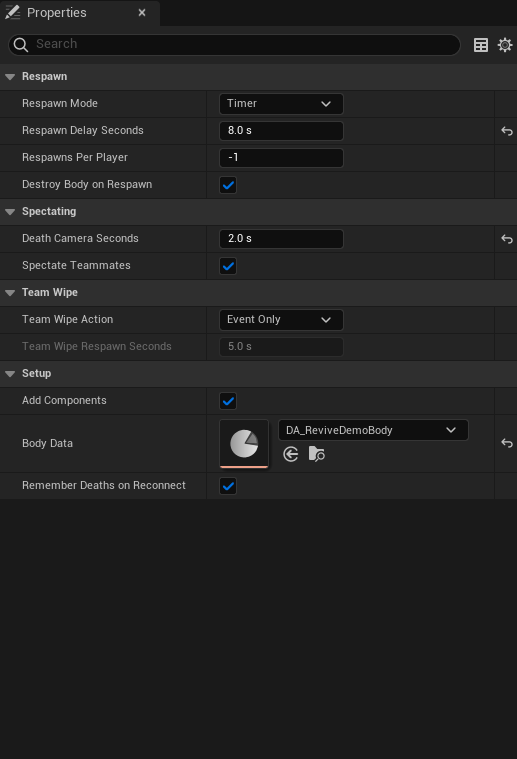 Properties
Search
Respawn
Respawn Mode Timer
Respawn Delay Seconds 8.0 s
Respawns Per Player -1
Destroy Body on Respawn
Spectating
Death Camera Seconds 2.0 s
Spectate Teammates
Team Wipe
Team Wipe Action Event Only
Team Wipe Respawn Seconds 5.0 s
Setup
Add Components
Body Data DA_ReviveDemoBody
Remember Deaths on Reconnect